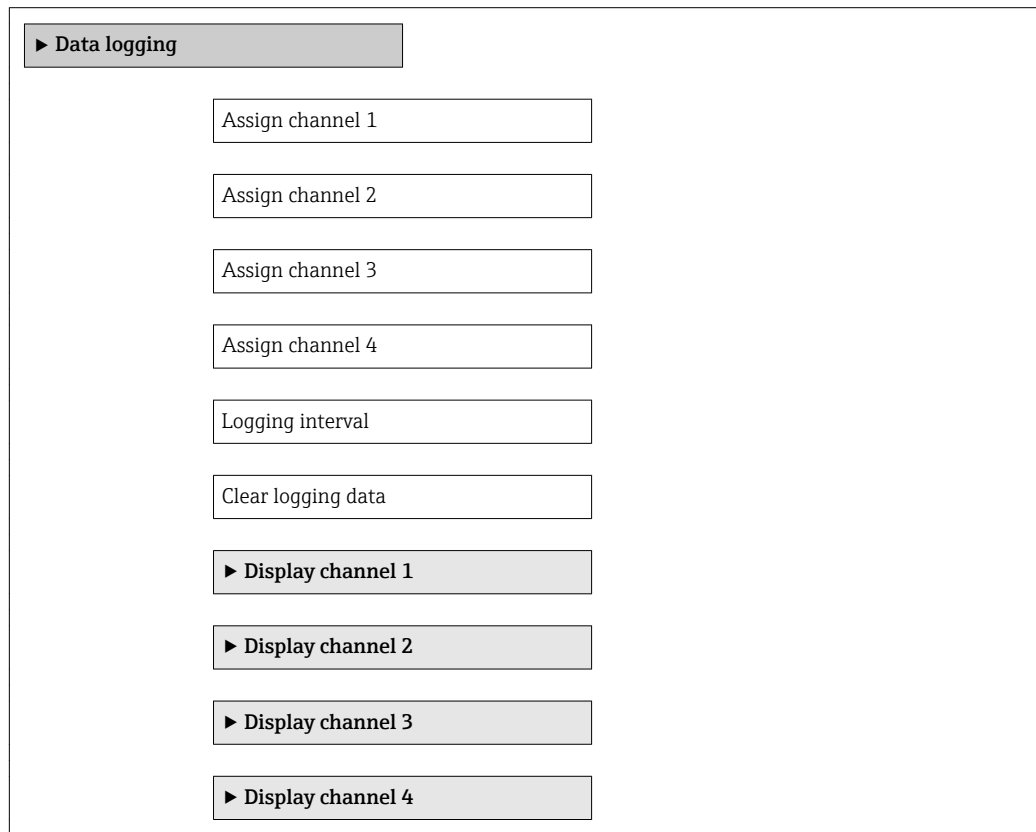 ▶ Data logging
Assign channel 1
Assign channel 2
Assign channel 3
Assign channel 4
Logging interval
Clear logging data
▶ Display channel 1
▶ Display channel 2
▶ Display channel 3
▶ Display channel 4